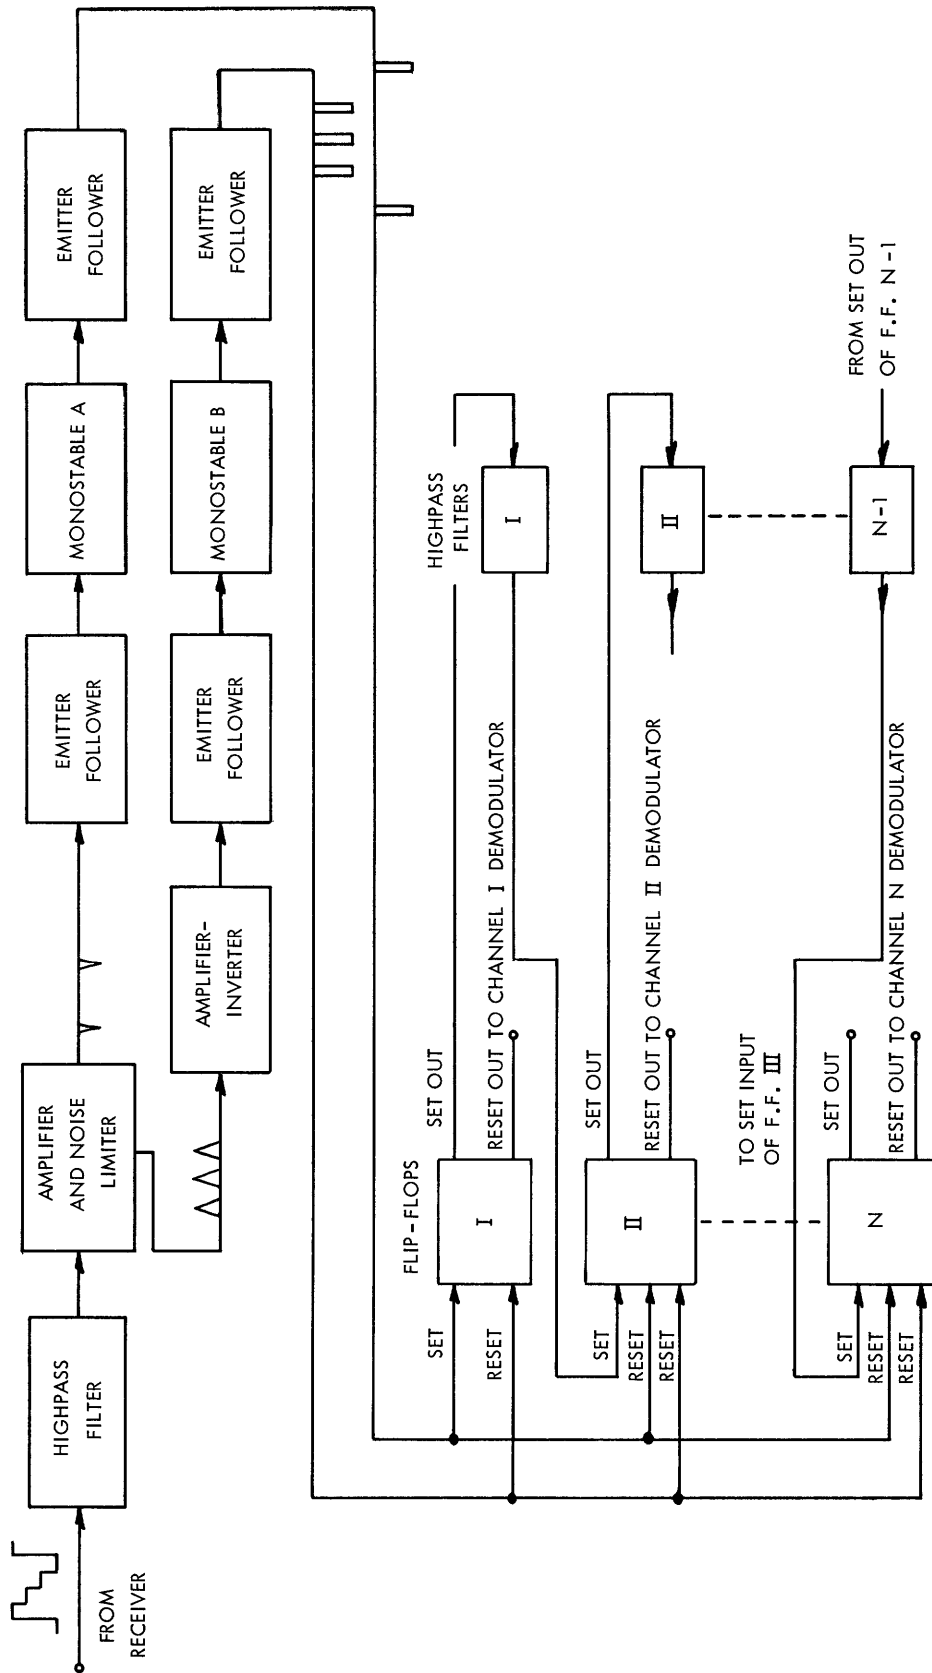 FROM
RECEIVER
HIGHPASS
FILTER
AMPLIFIER
AND NOISE
LIMITER
EMITTER
FOLLOWER
MONOSTABLE A
EMITTER
FOLLOWER
AMPLIFIER-
INVERTER
EMITTER
FOLLOWER
MONOSTABLE B
EMITTER
FOLLOWER
FLIP-FLOPS
HIGHPASS
FILTERS
SET
RESET
I
SET OUT
RESET OUT TO CHANNEL I DEMODULATOR
I
SET
RESET
RESET
II
SET OUT
RESET OUT TO CHANNEL II DEMODULATOR
II
TO SET INPUT
OF F.F. III
SET
RESET
RESET
N
SET OUT
RESET OUT TO CHANNEL N DEMODULATOR
N-1
FROM SET OUT
OF F.F. N-1